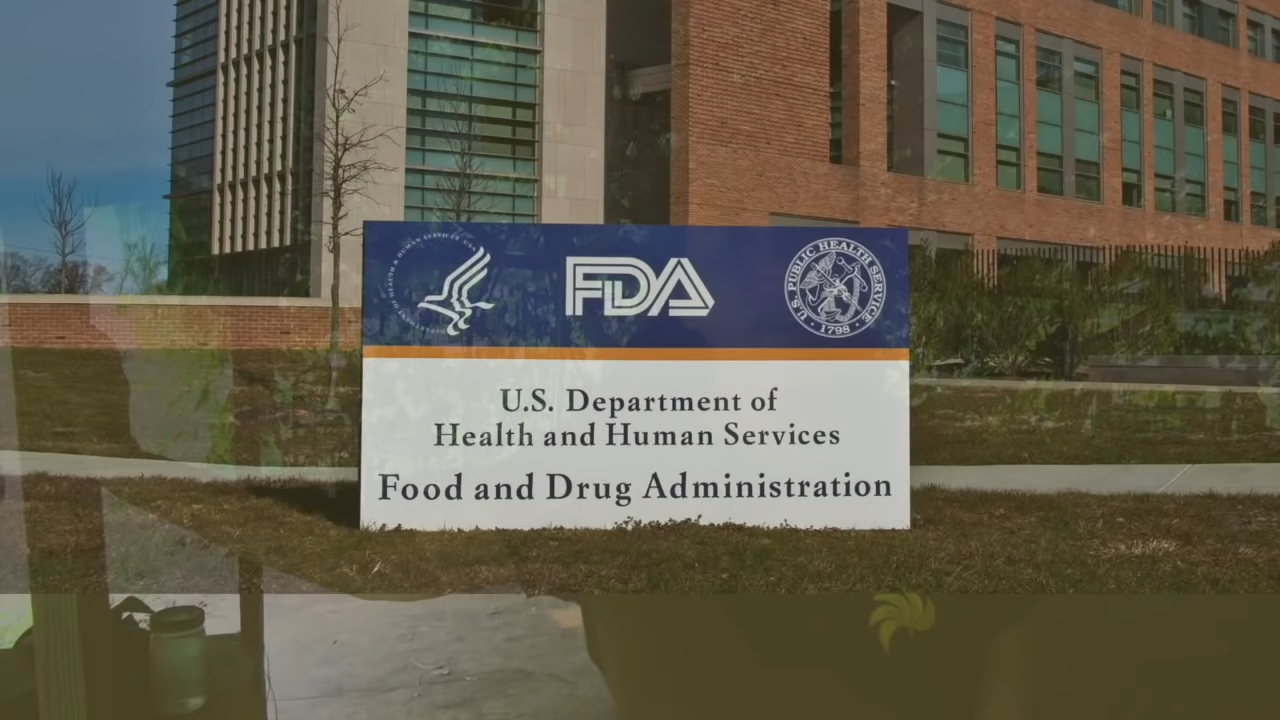 FDA
U.S. PUBLIC HEALTH SERVICE
1798
U.S. Department of
Health and Human Services
Food and Drug Administration